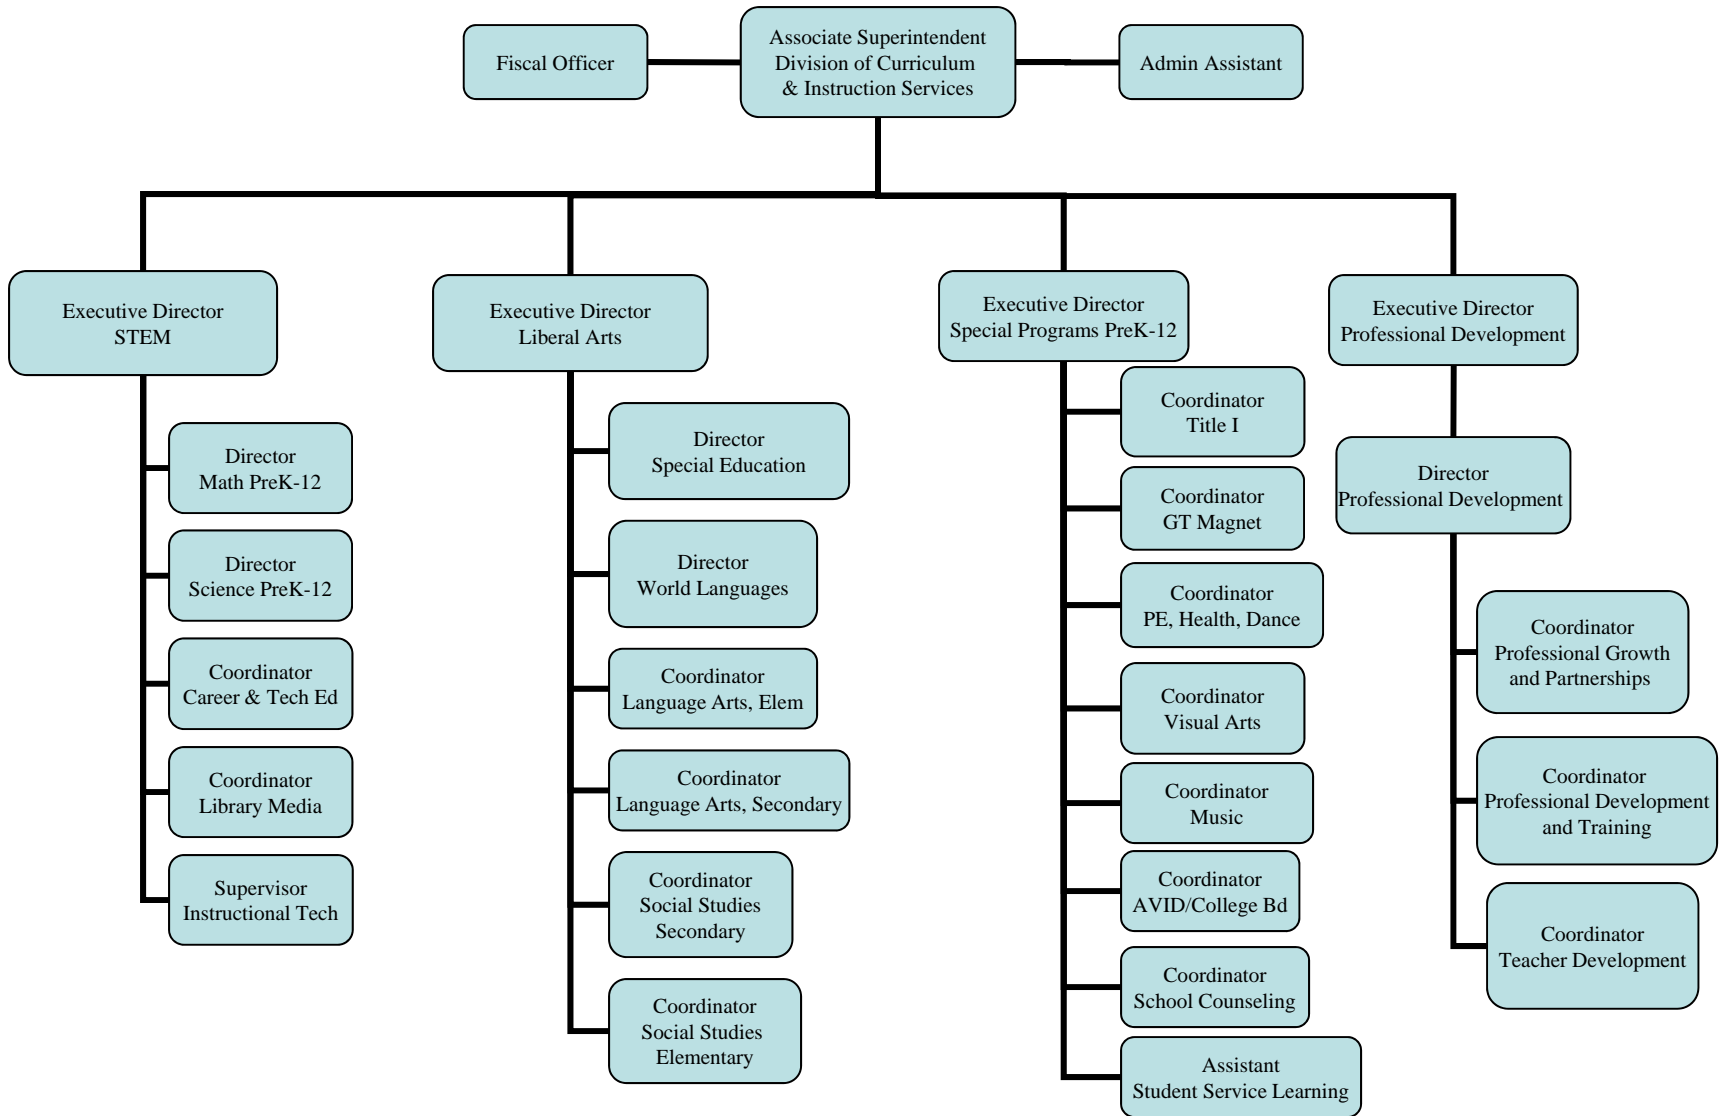 Fiscal Officer
Associate Superintendent
Division of Curriculum
& Instruction Services
Admin Assistant
Executive Director
STEM
Executive Director
Liberal Arts
Executive Director
Special Programs PreK-12
Executive Director
Professional Development
Director
Math PreK-12
Director
Science PreK-12
Coordinator
Career & Tech Ed
Coordinator
Library Media
Supervisor
Instructional Tech
Director
Special Education
Director
World Languages
Coordinator
Language Arts, Elem
Coordinator
Language Arts, Secondary
Coordinator
Social Studies
Secondary
Coordinator
Social Studies
Elementary
Coordinator
Title I
Coordinator
GT Magnet
Coordinator
PE, Health, Dance
Coordinator
Visual Arts
Coordinator
Music
Coordinator
AVID/College Bd
Coordinator
School Counseling
Assistant
Student Service Learning
Director
Professional Development
Coordinator
Professional Growth
and Partnerships
Coordinator
Professional Development
and Training
Coordinator
Teacher Development